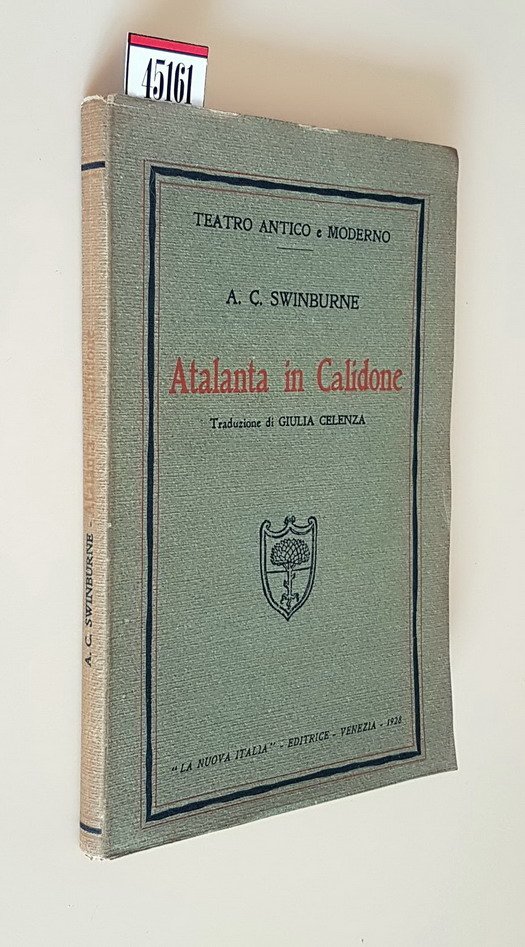 45161
TEATRO ANTICO e MODERNO
A. C. SWINBURNE
Atalanta in Calidone
Traduzione di GIULIA CELENZA
"LA NUOVA ITALIA" - EDITRICE - VENEZIA - 1928
A. C. SWINBURNE - Atalanta in Calidone